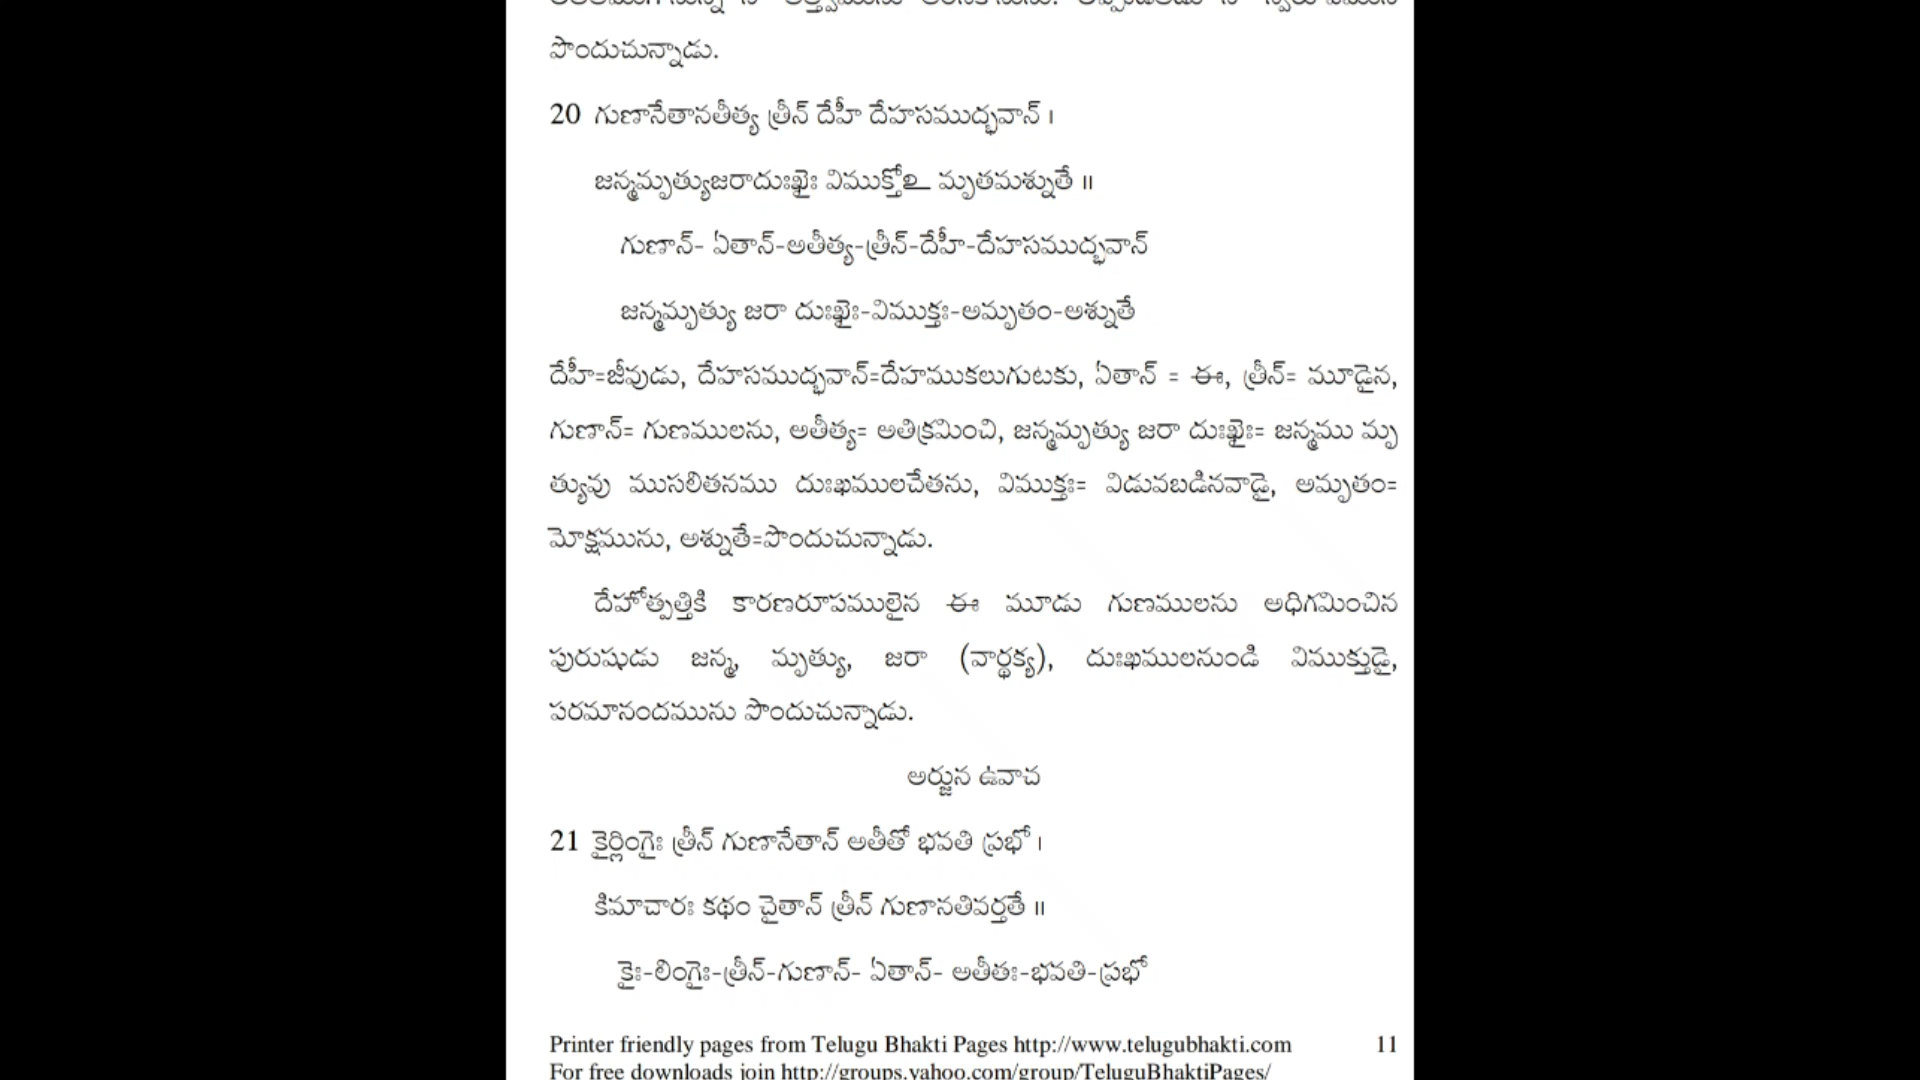 పొందుచున్నాడు.
20 గుణానేతానతీత్య త్రీన్ దేహీ దేహసముద్భవాన్ ।
జన్మమృత్యుజరాదుఃఖైః విముక్తోఽ మృతమశ్నుతే ॥
గుణాన్- ఏతాన్-అతీత్య-త్రీన్-దేహీ-దేహసముద్భవాన్
జన్మమృత్యు జరా దుఃఖైః-విముక్తః-అమృతం-అశ్నుతే
దేహీ=జీవుడు, దేహసముద్భవాన్=దేహముకలుగుటకు, ఏతాన్ = ఈ, త్రీన్= మూడైన,
గుణాన్= గుణములను, అతీత్య= అతిక్రమించి, జన్మమృత్యు జరా దుఃఖైః= జన్మము మృ
త్యువు ముసలితనము దుఃఖములచేతను, విముక్తః= విడువబడినవాడై, అమృతం=
మోక్షమును, అశ్నుతే=పొందుచున్నాడు.
దేహోత్పత్తికి కారణరూపములైన ఈ మూడు గుణములను అధిగమించిన
పురుషుడు జన్మ, మృత్యు, జరా (వార్థక్య), దుఃఖములనుండి విముక్తుడై,
పరమానందమును పొందుచున్నాడు.
అర్జున ఉవాచ
21 కైర్లింగైః త్రీన్ గుణానేతాన్ అతీతో భవతి ప్రభో ।
కిమాచారః కథం చైతాన్ త్రీన్ గుణానతివర్తతే ॥
కైః-లింగైః-త్రీన్-గుణాన్- ఏతాన్- అతీతః-భవతి-ప్రభో
Printer friendly pages from Telugu Bhakti Pages http://www.telugubhakti.com 11
For free downloads join http://groups.yahoo.com/group/TeluguBhaktiPages/